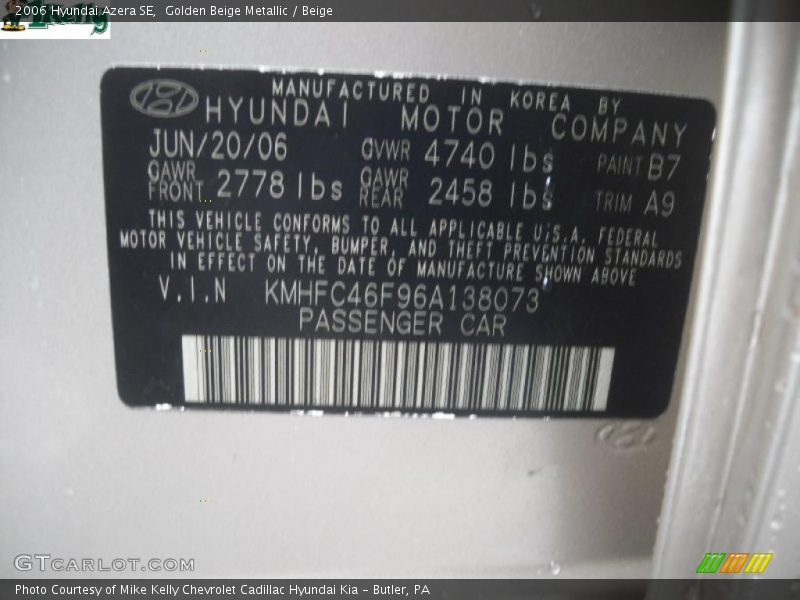 2006 Hyundai Azera SE, Golden Beige Metallic / Beige
MANUFACTURED IN KOREA BY
HYUNDAI MOTOR COMPANY
JUN/20/06 GVWR 4740 lbs PAINT B7
GAWR FRONT 2778 lbs GAWR REAR 2458 lbs TRIM A9
THIS VEHICLE CONFORMS TO ALL APPLICABLE U.S.A. FEDERAL
MOTOR VEHICLE SAFETY, BUMPER, AND THEFT PREVENTION STANDARDS
IN EFFECT ON THE DATE OF MANUFACTURE SHOWN ABOVE
V.I.N KMHFC46F96A138073
PASSENGER CAR
GTCARLOT.COM
Photo Courtesy of Mike Kelly Chevrolet Cadillac Hyundai Kia – Butler, PA